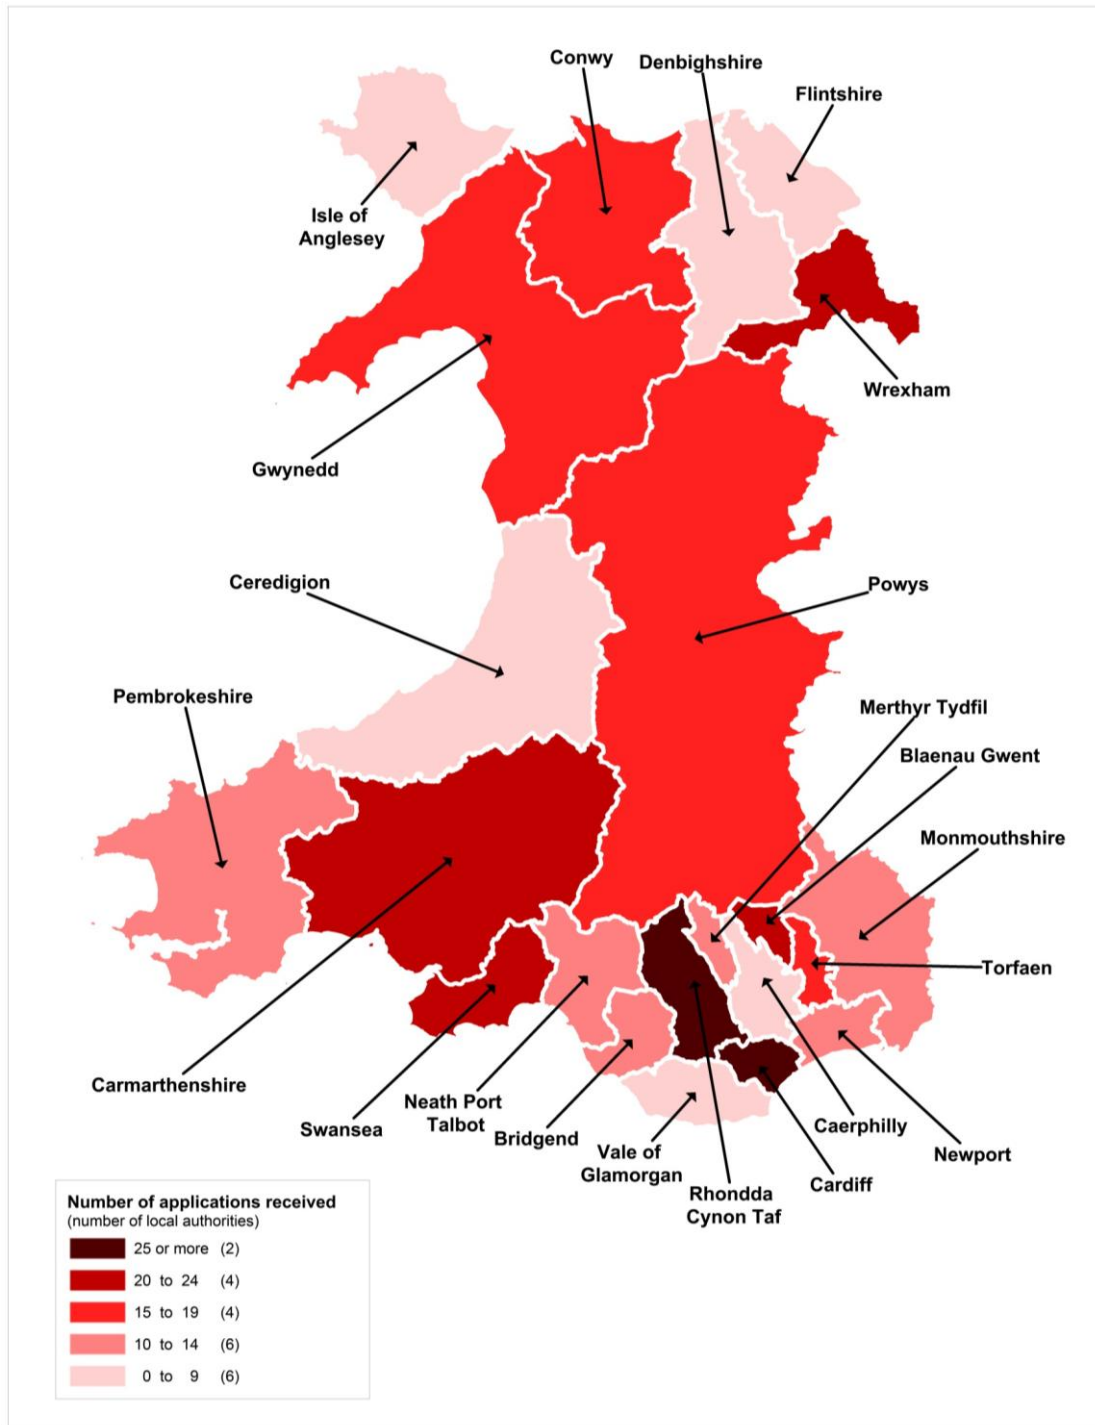 Conwy
Denbighshire
Flintshire
Isle of
Anglesey
Wrexham
Gwynedd
Ceredigion
Powys
Pembrokeshire
Merthyr Tydfil
Blaenau Gwent
Monmouthshire
Torfaen
Carmarthenshire
Swansea
Neath Port
Talbot
Bridgend
Vale of
Glamorgan
Rhondda
Cynon Taf
Cardiff
Caerphilly
Newport
Number of applications received
(number of local authorities)
25 or more (2)
20 to 24 (4)
15 to 19 (4)
10 to 14 (6)
0 to 9 (6)